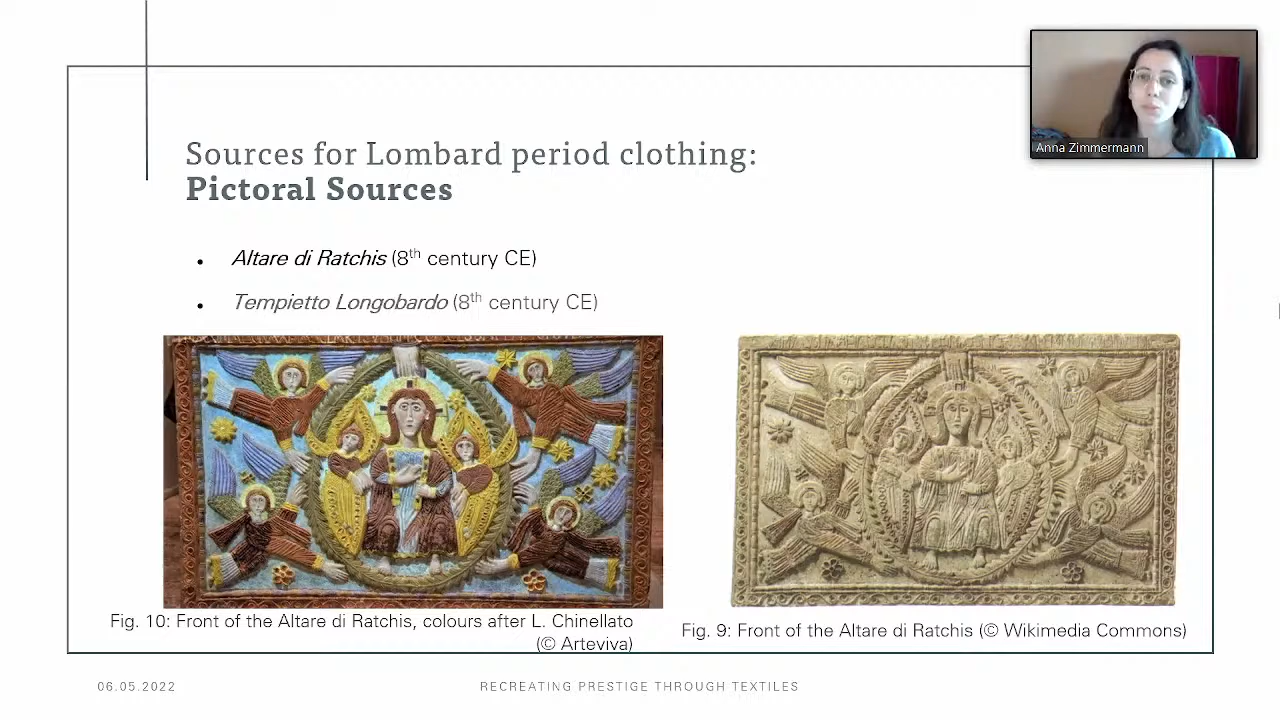 Anna Zimmermann
Sources for Lombard period clothing:
Pictoral Sources
• Altare di Ratchis (8th century CE)
• Tempietto Longobardo (8th century CE)
Fig. 10: Front of the Altare di Ratchis, colours after L. Chinellato
(© Arteviva)
Fig. 9: Front of the Altare di Ratchis (© Wikimedia Commons)
06.05.2022
RECREATING PRESTIGE THROUGH TEXTILES